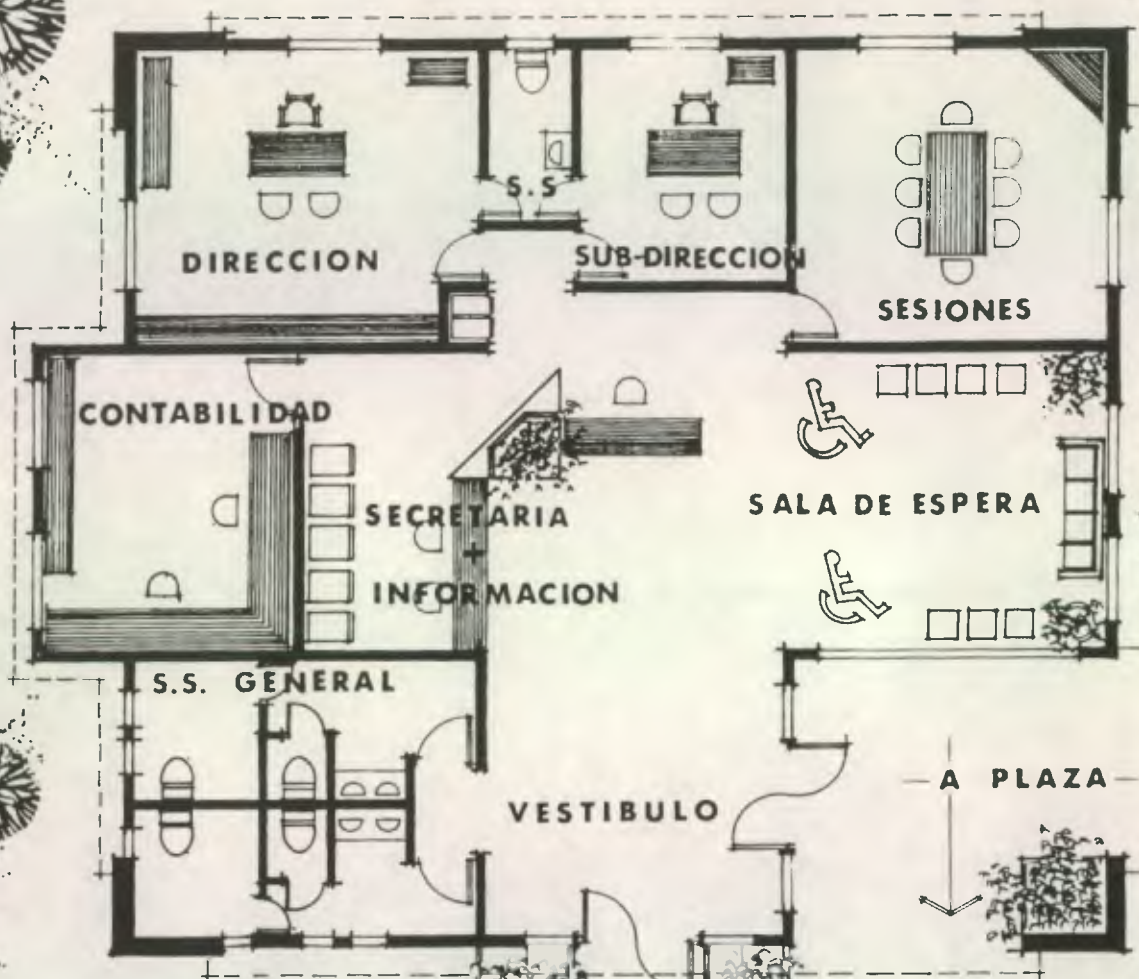 S.S
DIRECCION
SUB-DIRECCION
SESIONES
CONTABILIDAD
SALA DE ESPERA
SECRETARIA
+
INFORMACION
S.S. GENERAL
A PLAZA
VESTIBULO